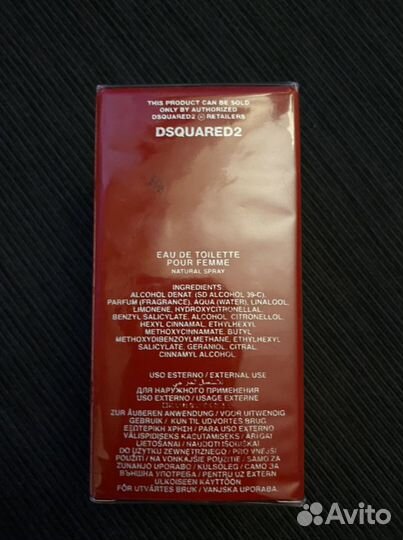 THIS PRODUCT CAN BE SOLD
ONLY BY AUTHORIZED
DSQUARED2 RETAILERS
DSQUARED2
EAU DE TOILETTE
POUR FEMME
NATURAL SPRAY
INGREDIENTS:
ALCOHOL DENAT. (SD ALCOHOL 39-C),
PARFUM (FRAGRANCE), AQUA (WATER), LINALOOL,
LIMONENE, HYDROXYCITRONELLAL,
BENZYL SALICYLATE, ALCOHOL, CITRONELLOL,
HEXYL CINNAMAL, ETHYLHEXYL
METHOXYCINNAMATE, BUTYL
METHOXYDIBENZOYLMETHANE, ETHYLHEXYL
SALICYLATE, GERANIOL, CITRAL,
CINNAMYL ALCOHOL.
USO ESTERNO / EXTERNAL USE
ДЛЯ НАРУЖНОГО ПРИМЕНЕНИЯ
USO EXTERNO / USAGE EXTERNE
ZUR ÄUßEREN ANWENDUNG / VOOR UITWENDIG
GEBRUIK / KUN TIL UDVORTES BRUG
ΕΞΩΤΕΡΙΚΗ ΧΡΗΣΗ / PARA USO EXTERNO
VÄLISPIDISEKS KASUTAMISEKS / ĀRĪGAI
LIETOŠANAI / NAUDOTI IŠORIŠKAI
DO UŻYTKU ZEWNĘTRZNEGO / PRO VNĚJŠÍ
POUŽITÍ / NA VONKAJŠIE POUŽITIE / SAMO ZA
ZUNANJO UPORABO / KÜLSŐLEG / САМО ЗА
ВЪНШНА УПОТРЕБА / PENTRU UZ EXTERN
ULKOISEEN KÄYTTÖÖN
FÖR UTVÄRTES BRUK / VANJSKA UPORABA.
Avito